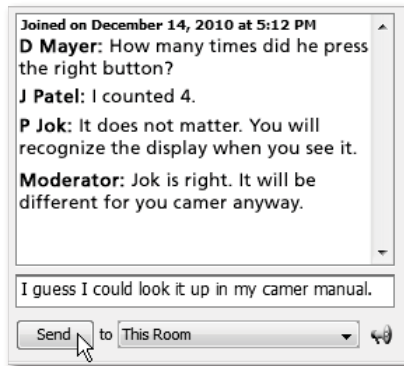 Joined on December 14, 2010 at 5:12 PM
D Mayer: How many times did he press
the right button?
J Patel: I counted 4.
P Jok: It does not matter. You will
recognize the display when you see it.
Moderator: Jok is right. It will be
different for you camer anyway.
I guess I could look it up in my camer manual.
Send to This Room